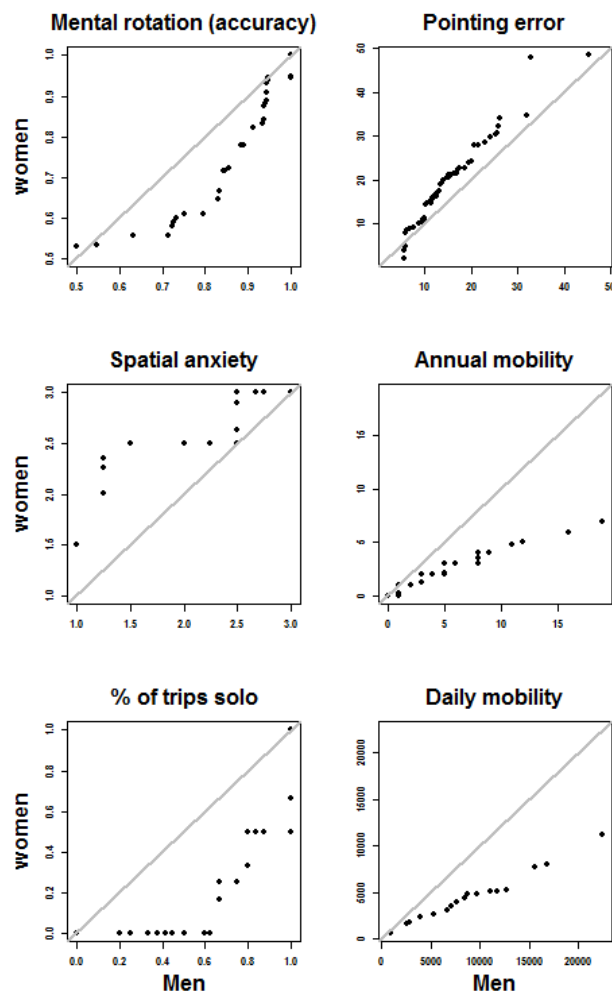 Mental rotation (accuracy) Pointing error
women
1.0
0.9
0.8
0.7
0.6
0.5
0.5 0.6 0.7 0.8 0.9 1.0
50
40
30
20
10
10 20 30 40 50
Spatial anxiety Annual mobility
women
3.0
2.5
2.0
1.5
1.0
1.0 1.5 2.0 2.5 3.0
15
10
5
0
0 5 10 15
% of trips solo Daily mobility
women
1.0
0.8
0.6
0.4
0.2
0.0
0.0 0.2 0.4 0.6 0.8 1.0
20000
15000
10000
5000
0
5000 10000 15000 20000
Men Men